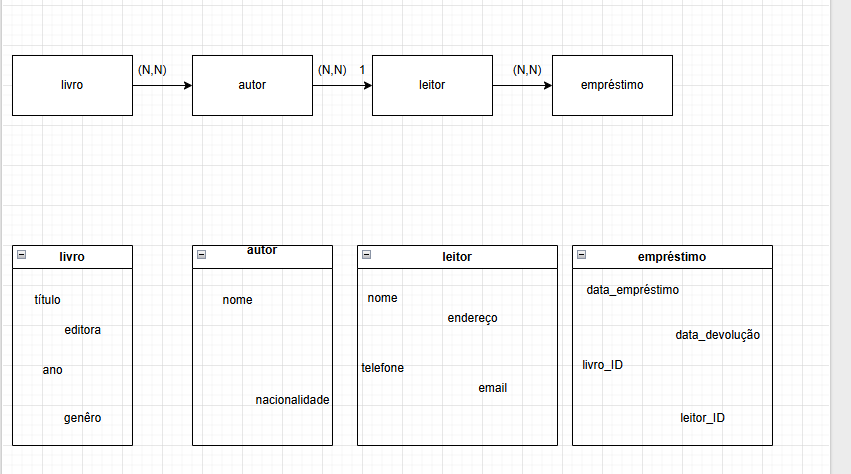 (N,N)
(N,N) 1
(N,N)
livro
autor
leitor
empréstimo
livro
título
editora
ano
genêro
autor
nome
nacionalidade
leitor
nome
endereço
telefone
email
empréstimo
data_empréstimo
data_devolução
livro_ID
leitor_ID